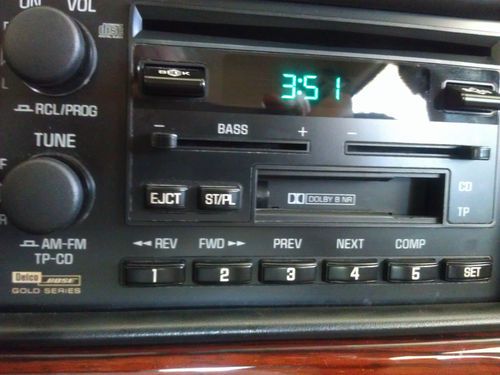 ON VOL
3:51
RCL/PROG
− BASS +
−
TUNE
EJCT ST/PL
DOLBY B NR
CD
TP
AM-FM
TP-CD
◄◄ REV FWD ►► PREV NEXT COMP
1 2 3 4 5 SET
Delco BOSE
GOLD SERIES